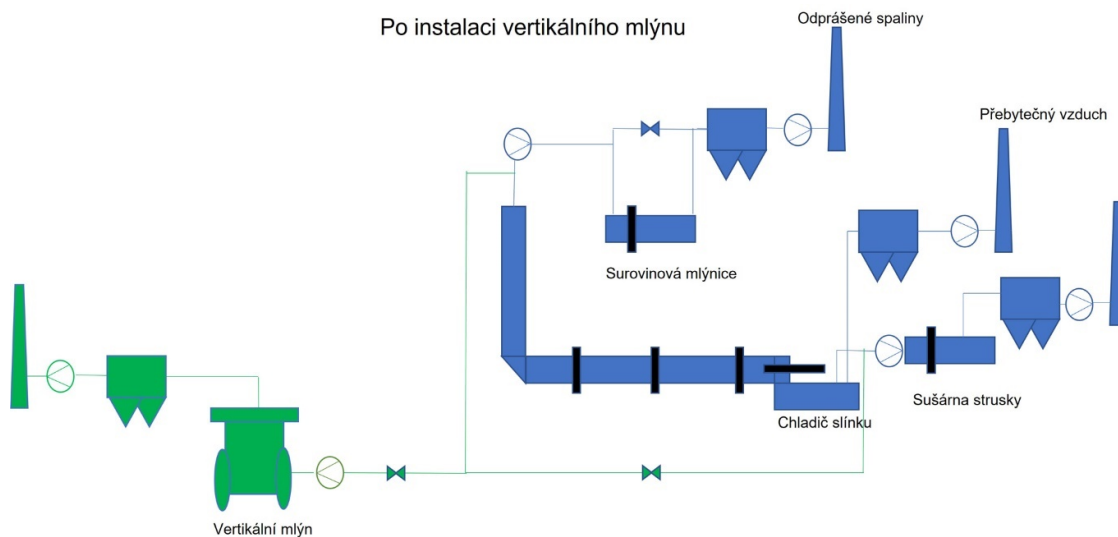 Po instalaci vertikálního mlýnu
Odprášené spaliny
Přebytečný vzduch
Surovinová mlýnice
Sušárna strusky
Chladič slínku
Vertikální mlýn